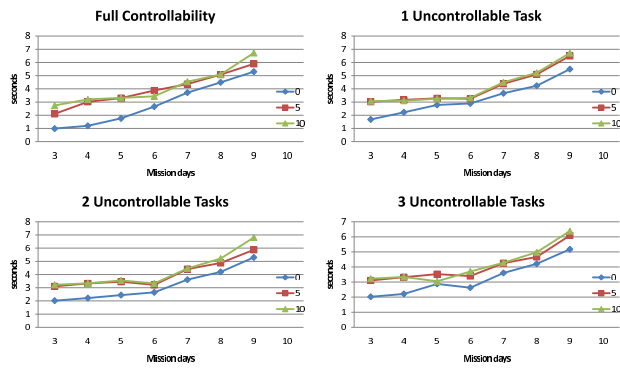 Full Controllability
8
7
6
5
4
3
2
1
0
seconds
3 4 5 6 7 8 9 10
Mission days
0
5
10
1 Uncontrollable Task
8
7
6
5
4
3
2
1
0
seconds
3 4 5 6 7 8 9 10
Mission days
0
5
10
2 Uncontrollable Tasks
8
7
6
5
4
3
2
1
0
seconds
3 4 5 6 7 8 9 10
Mission days
0
5
10
3 Uncontrollable Tasks
7
6
5
4
3
2
1
0
seconds
3 4 5 6 7 8 9 10
Mission days
0
5
10